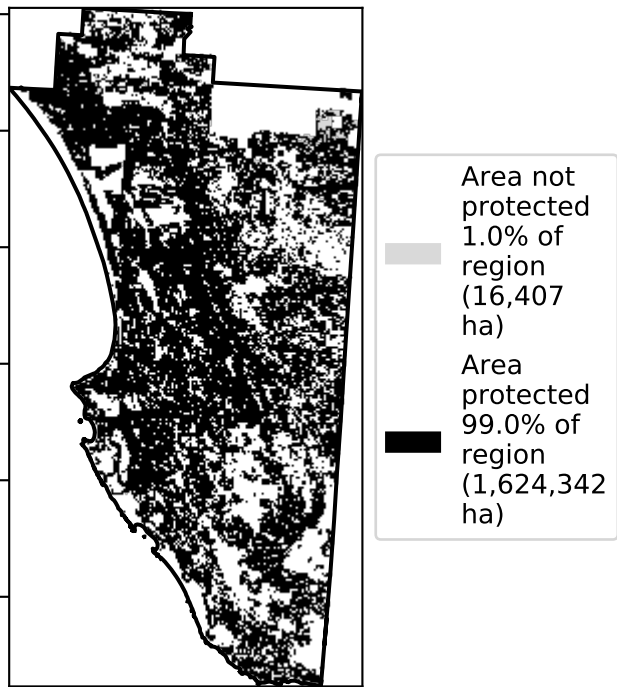 Area not
protected
1.0% of
region
(16,407
ha)
Area
protected
99.0% of
region
(1,624,342
ha)